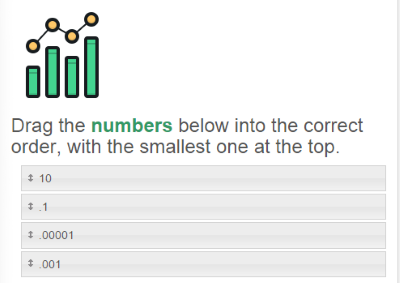 Drag the numbers below into the correct
order, with the smallest one at the top.
10
.1
.00001
.001